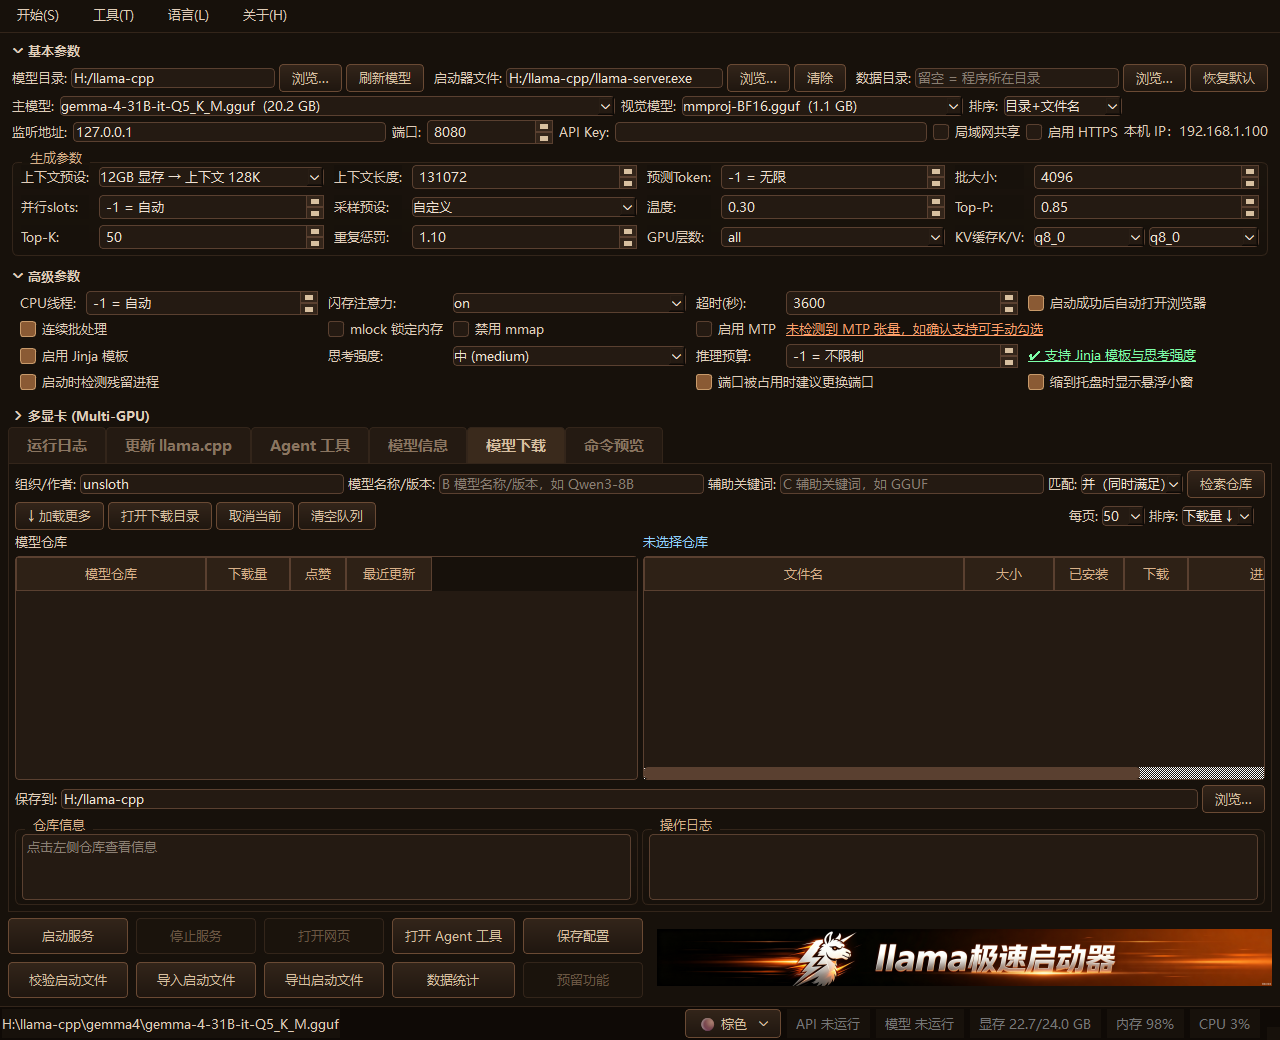 开始(S) 工具(T) 语言(L) 关于(H)
基本参数
模型目录: H:/llama-cpp 浏览... 刷新模型 启动器文件: H:/llama-cpp/llama-server.exe 浏览... 清除 数据目录: 留空 = 程序所在目录 浏览... 恢复默认
主模型: gemma-4-31B-it-Q5_K_M.gguf (20.2 GB) 视觉模型: mmproj-BF16.gguf (1.1 GB) 排序: 目录+文件名
监听地址: 127.0.0.1 端口: 8080 API Key: 局域网共享 启用 HTTPS 本机 IP：192.168.1.100
生成参数
上下文预设: 12GB 显存 → 上下文 128K 上下文长度: 131072 预测Token: -1 = 无限 批大小: 4096
并行slots: -1 = 自动 采样预设: 自定义 温度: 0.30 Top-P: 0.85
Top-K: 50 重复惩罚: 1.10 GPU层数: all KV缓存K/V: q8_0 q8_0
高级参数
CPU线程: -1 = 自动 闪存注意力: on 超时(秒): 3600 启动成功后自动打开浏览器
连续批处理 mlock 锁定内存 禁用 mmap 启用 MTP 未检测到 MTP 张量，如确认支持可手动勾选
启用 Jinja 模板 思考强度: 中 (medium) 推理预算: -1 = 不限制 ✔ 支持 Jinja 模板与思考强度
启动时检测残留进程 端口被占用时建议更换端口 缩到托盘时显示悬浮小窗
多显卡 (Multi-GPU)
运行日志 更新 llama.cpp Agent 工具 模型信息 模型下载 命令预览
组织/作者: unsloth 模型名称/版本: B 模型名称/版本，如 Qwen3-8B 辅助关键词: C 辅助关键词，如 GGUF 匹配: 并（同时满足） 检索仓库
↓ 加载更多 打开下载目录 取消当前 清空队列 每页: 50 排序: 下载量 ↓
模型仓库 未选择仓库
模型仓库 下载量 点赞 最近更新 文件名 大小 已安装 下载 进
保存到: H:/llama-cpp 浏览...
仓库信息 操作日志
点击左侧仓库查看信息
启动服务 停止服务 打开网页 打开 Agent 工具 保存配置
llama极速启动器
校验启动文件 导入启动文件 导出启动文件 数据统计 预留功能
H:\llama-cpp\gemma4\gemma-4-31B-it-Q5_K_M.gguf 棕色 API 未运行 模型 未运行 显存 22.7/24.0 GB 内存 98% CPU 3%